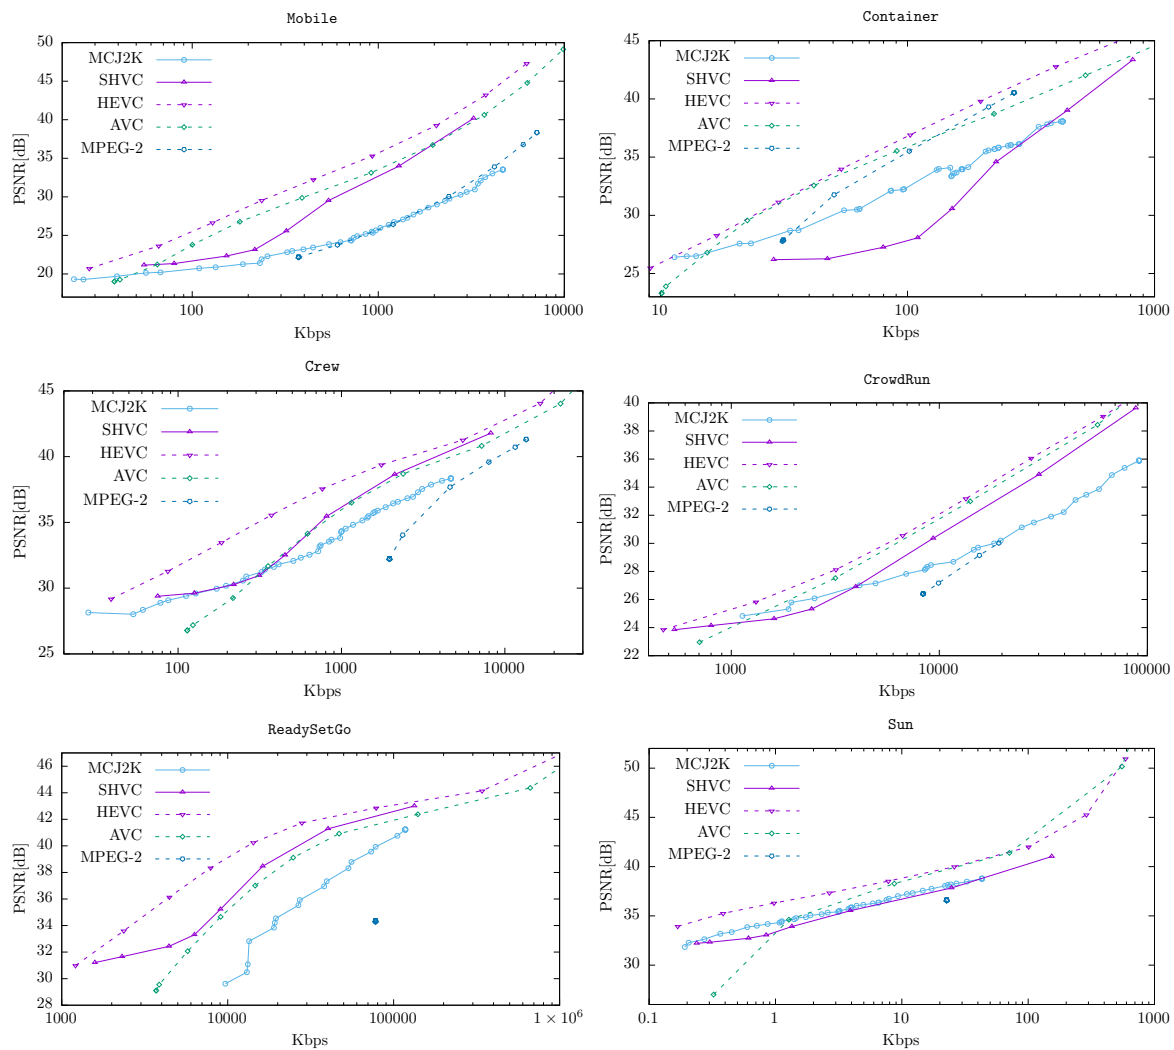 Mobile
50
45
40
35
30
25
20
PSNR[dB]
MCJ2K
SHVC
HEVC
AVC
MPEG-2
100
1000
10000
Kbps
Container
45
40
35
30
25
PSNR[dB]
MCJ2K
SHVC
HEVC
AVC
MPEG-2
10
100
1000
Kbps
Crew
45
40
35
30
25
PSNR[dB]
MCJ2K
SHVC
HEVC
AVC
MPEG-2
100
1000
10000
Kbps
CrowdRun
40
38
36
34
32
30
28
26
24
22
PSNR[dB]
MCJ2K
SHVC
HEVC
AVC
MPEG-2
1000
10000
100000
Kbps
ReadySetGo
46
44
42
40
38
36
34
32
30
28
PSNR[dB]
MCJ2K
SHVC
HEVC
AVC
MPEG-2
1000
10000
100000
1 × 10⁶
Kbps
Sun
50
45
40
35
30
PSNR[dB]
MCJ2K
SHVC
HEVC
AVC
MPEG-2
0.1
1
10
100
1000
Kbps